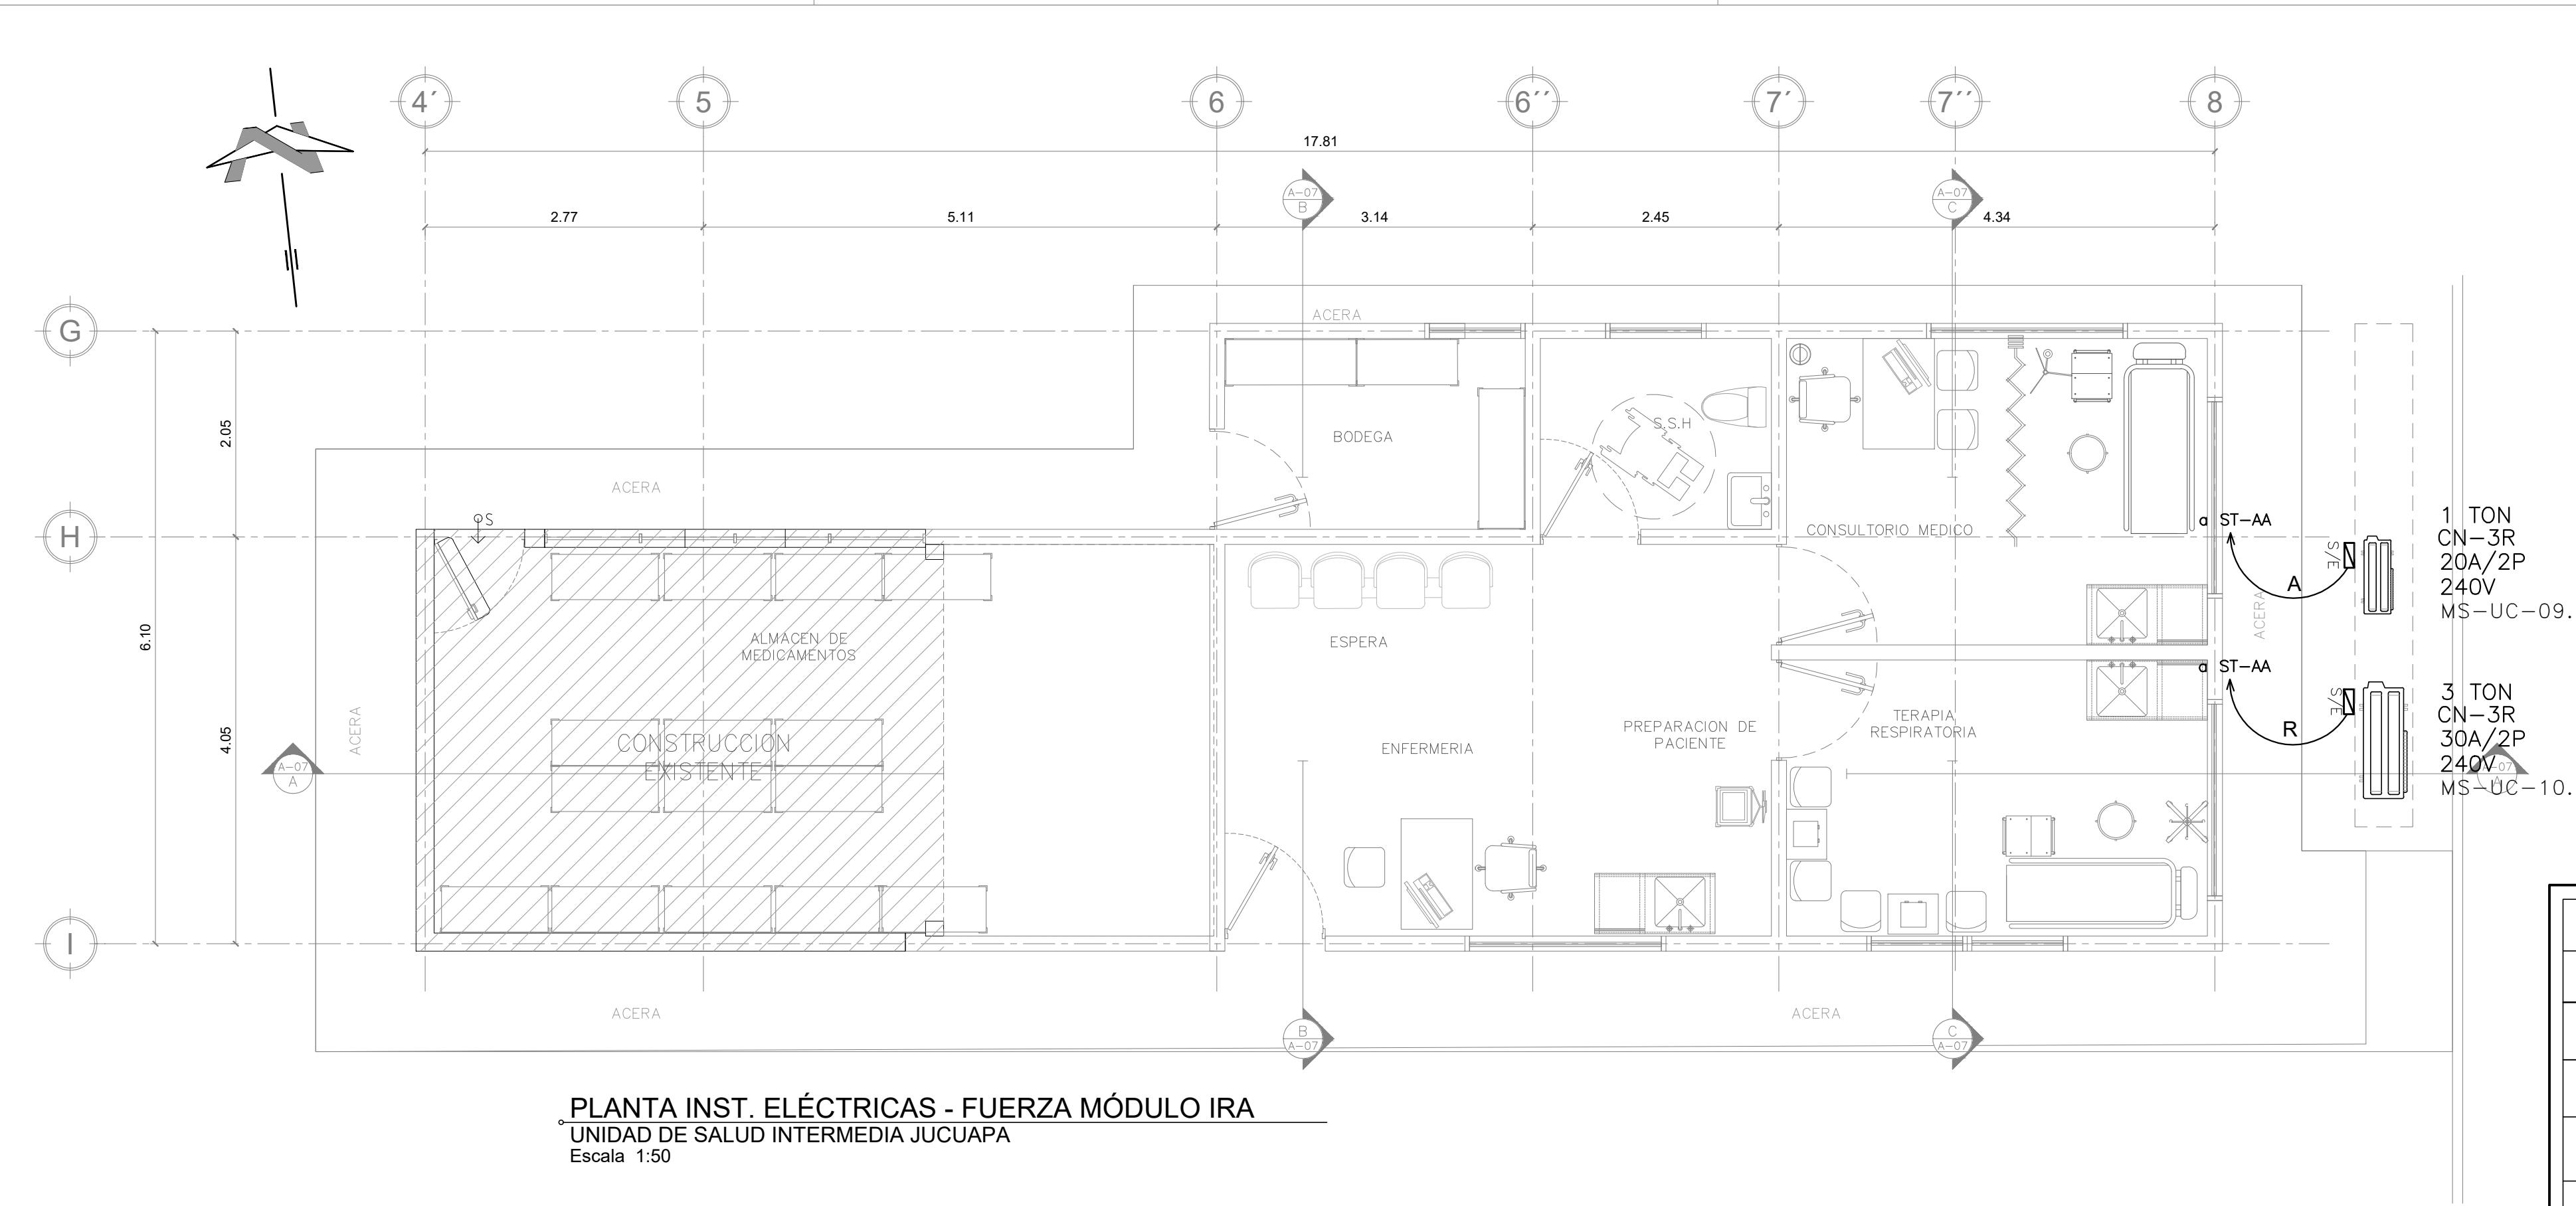 4´ 5 6 6´´ 7´ 7´´ 8
17.81
A-07
B
A-07
C
2.77 5.11 3.14 2.45 4.34
G
ACERA
2.05
BODEGA
S.S.H
ACERA
S
H
CONSULTORIO MEDICO
a ST-AA
S/E
A
1 TON
CN-3R
20A/2P
240V
MS-UC-09.
ACERA
6.10
ALMACEN DE
MEDICAMENTOS
ESPERA
a ST-AA
S/E
R
3 TON
CN-3R
30A/2P
240V
MS-UC-10.
4.05
ACERA
CONSTRUCCION
EXISTENTE
ENFERMERIA
PREPARACION DE
PACIENTE
TERAPIA
RESPIRATORIA
A-07
A
A-07
A
I
ACERA
ACERA
B
A-07
C
A-07
PLANTA INST. ELÉCTRICAS - FUERZA MÓDULO IRA
UNIDAD DE SALUD INTERMEDIA JUCUAPA
Escala 1:50